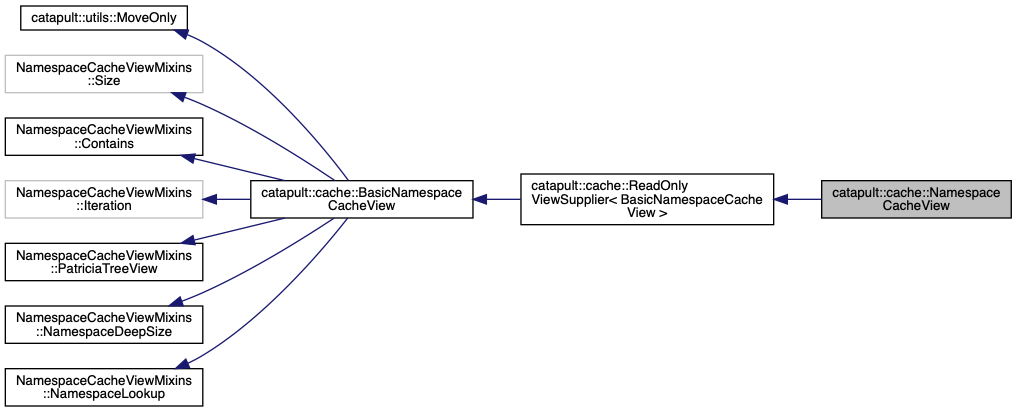 catapult::utils::MoveOnly
NamespaceCacheViewMixins
::Size
NamespaceCacheViewMixins
::Contains
NamespaceCacheViewMixins
::Iteration
NamespaceCacheViewMixins
::PatriciaTreeView
NamespaceCacheViewMixins
::NamespaceDeepSize
NamespaceCacheViewMixins
::NamespaceLookup
catapult::cache::BasicNamespace
CacheView
catapult::cache::ReadOnly
ViewSupplier< BasicNamespaceCache
View >
catapult::cache::Namespace
CacheView